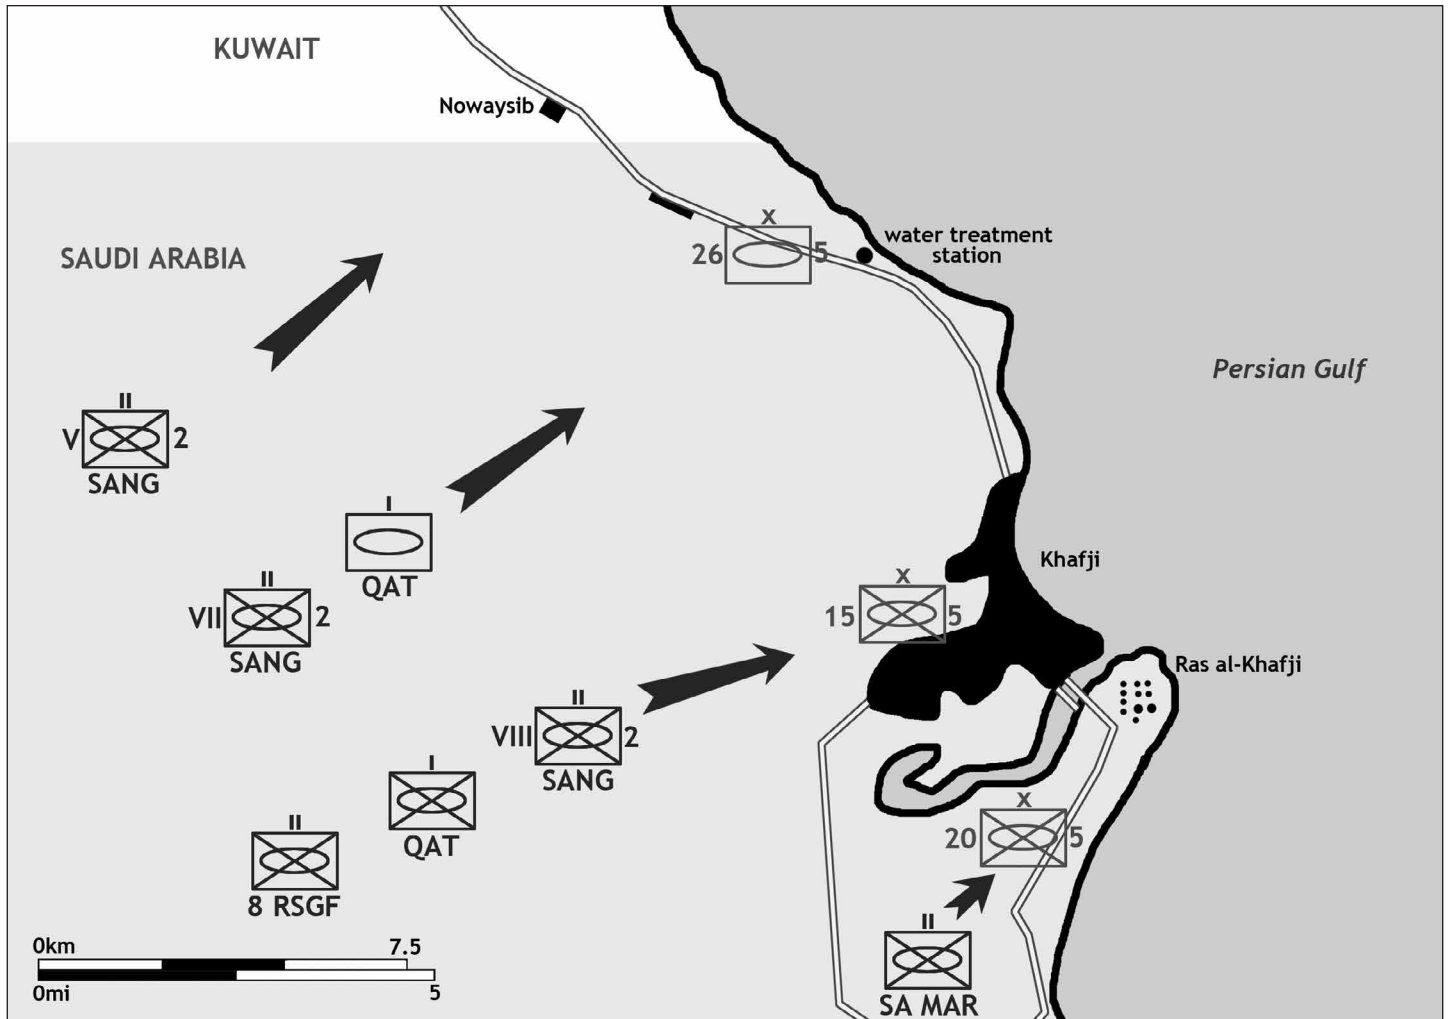 KUWAIT
Nowaysib
X
26
5
water treatment
station
SAUDI ARABIA
Persian Gulf
II
V
2
SANG
I
QAT
Khafji
X
15
5
II
VII
2
SANG
Ras al-Khafji
II
VIII
2
SANG
I
QAT
X
20
5
II
8 RSGF
II
SA MAR
0km
7.5
0mi
5